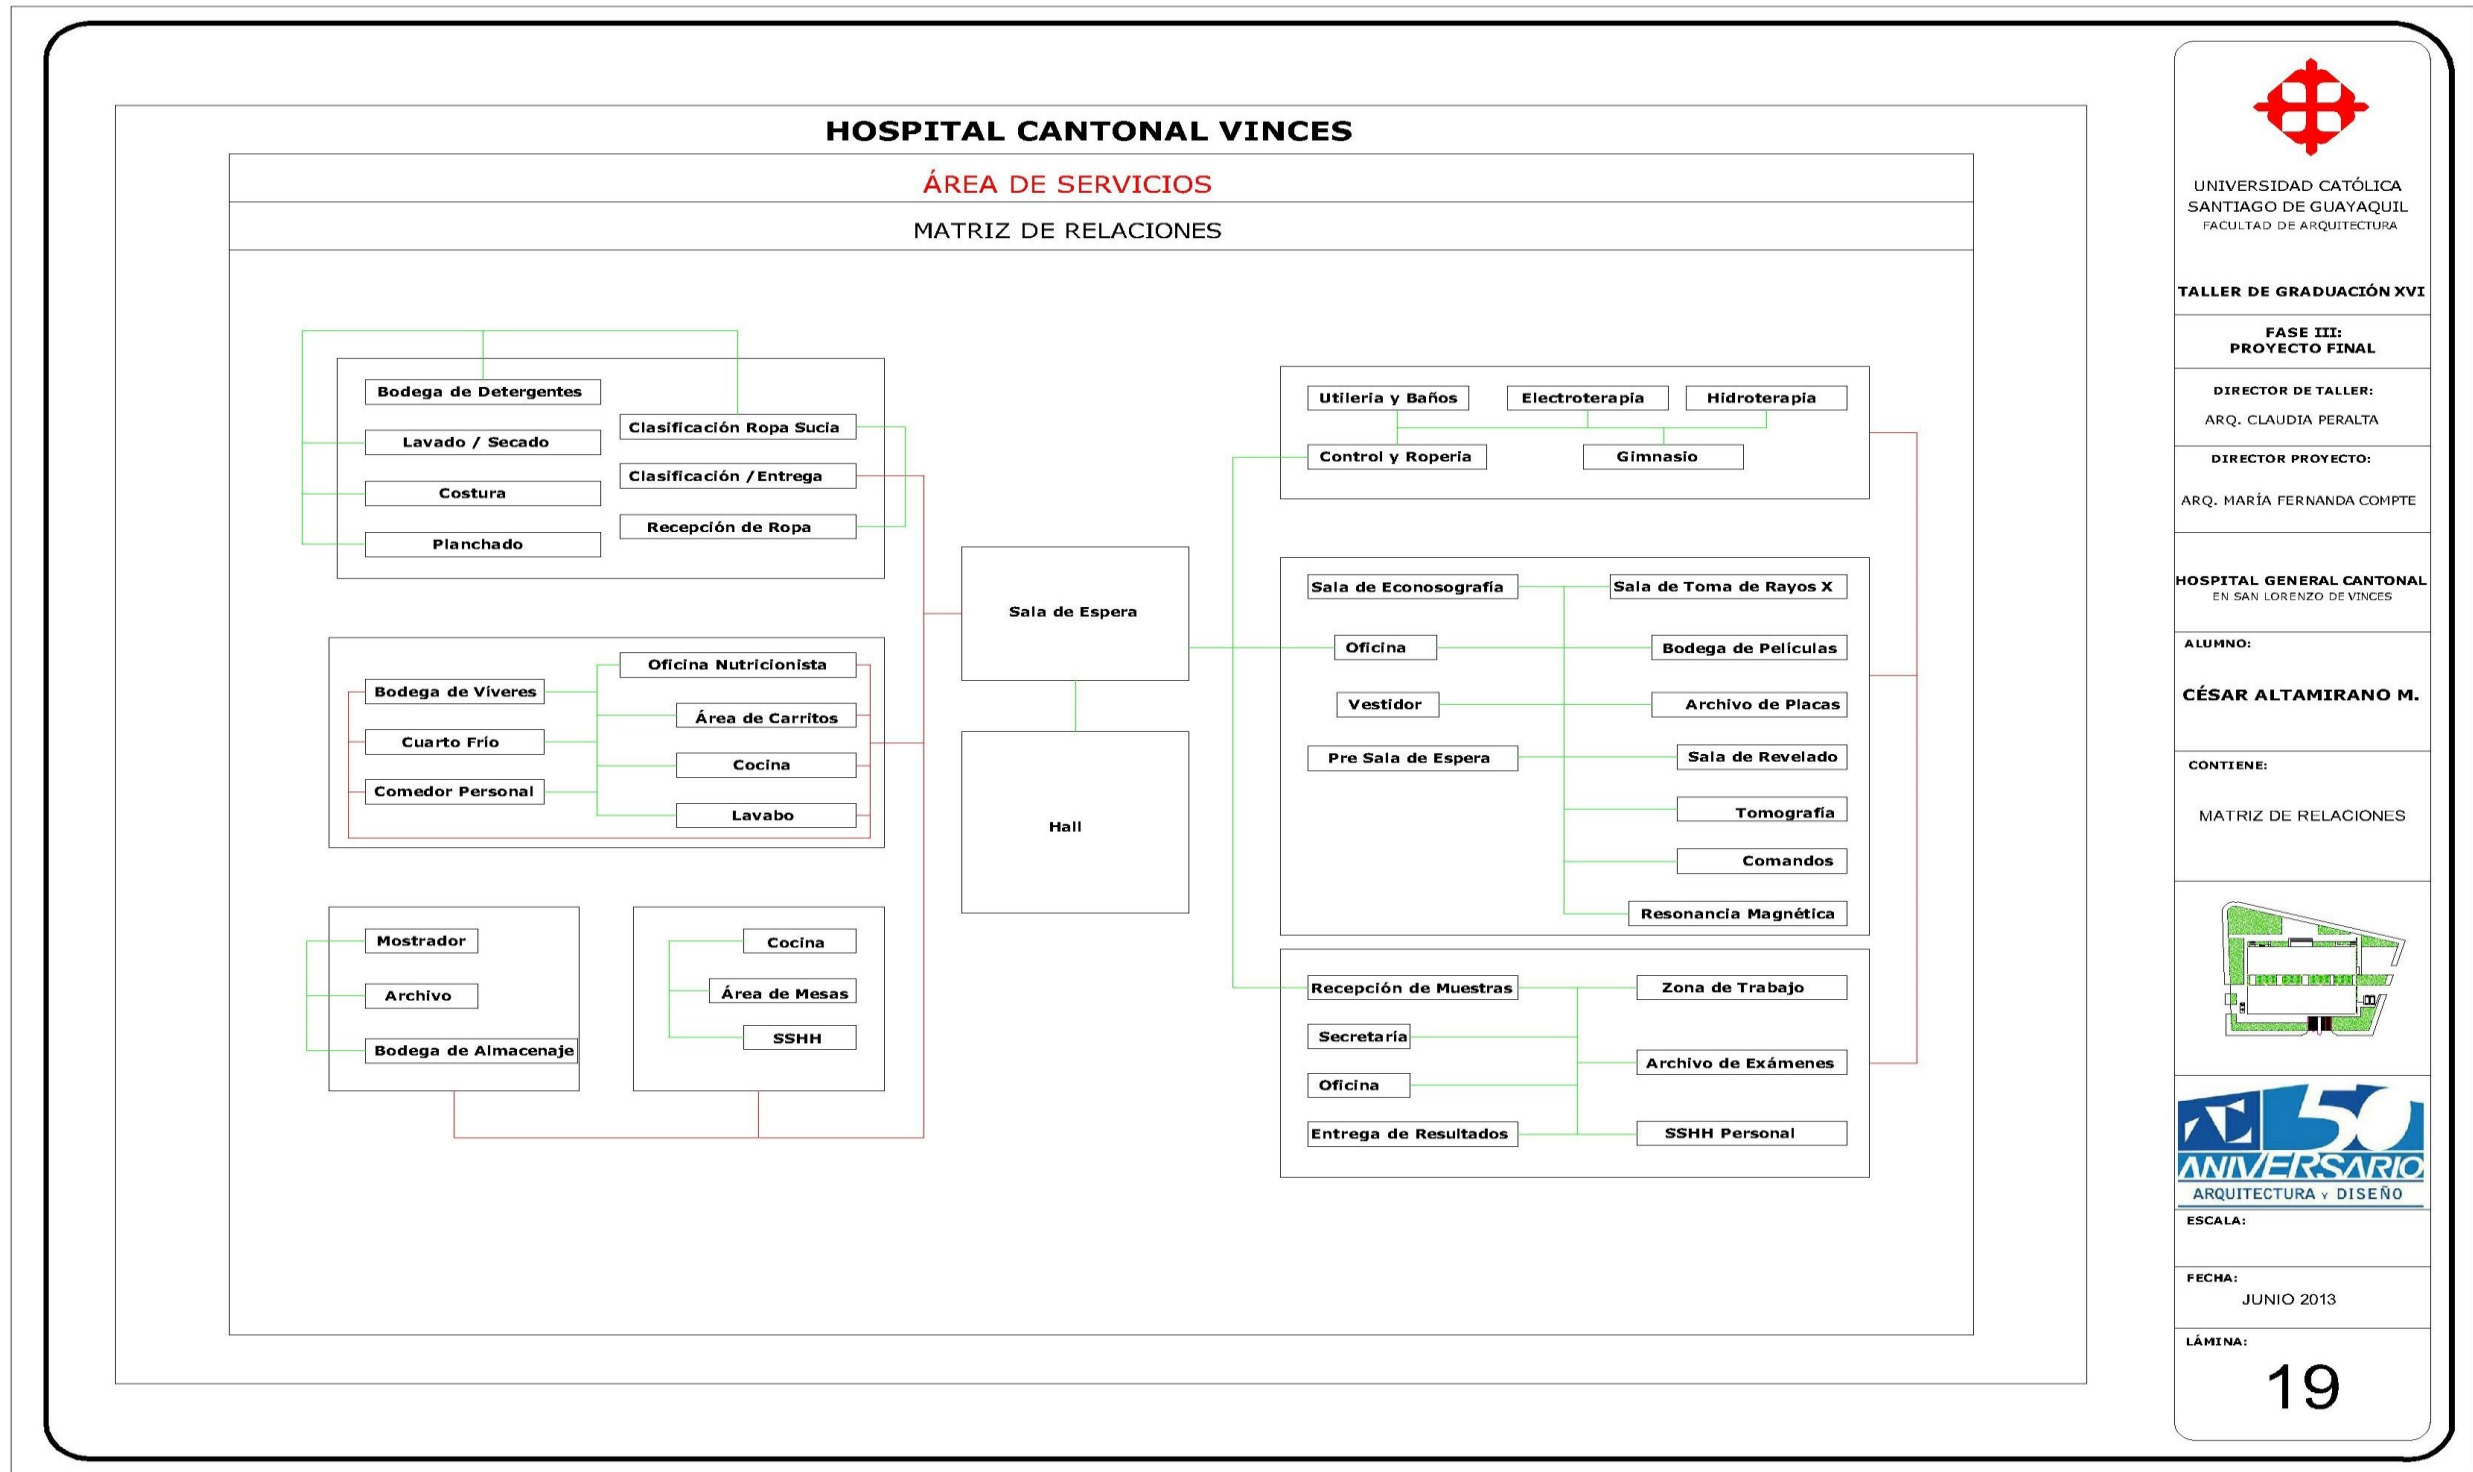 HOSPITAL CANTONAL VINCES
ÁREA DE SERVICIOS
MATRIZ DE RELACIONES
Bodega de Detergentes
Lavado / Secado
Costura
Planchado
Clasificación Ropa Sucia
Clasificación /Entrega
Recepción de Ropa
Oficina Nutricionista
Bodega de Víveres
Área de Carritos
Cuarto Frío
Cocina
Comedor Personal
Lavabo
Mostrador
Archivo
Bodega de Almacenaje
Cocina
Área de Mesas
SSHH
Sala de Espera
Hall
Utileria y Baños
Electroterapia
Hidroterapia
Control y Roperia
Gimnasio
Sala de Econosografía
Sala de Toma de Rayos X
Oficina
Bodega de Películas
Vestidor
Archivo de Placas
Pre Sala de Espera
Sala de Revelado
Tomografía
Comandos
Resonancia Magnética
Recepción de Muestras
Zona de Trabajo
Secretaría
Archivo de Exámenes
Oficina
Entrega de Resultados
SSHH Personal
UNIVERSIDAD CATÓLICA
SANTIAGO DE GUAYAQUIL
FACULTAD DE ARQUITECTURA
TALLER DE GRADUACIÓN XVI
FASE III:
PROYECTO FINAL
DIRECTOR DE TALLER:
ARQ. CLAUDIA PERALTA
DIRECTOR PROYECTO:
ARQ. MARÍA FERNANDA COMPTE
HOSPITAL GENERAL CANTONAL
EN SAN LORENZO DE VINCES
ALUMNO:
CÉSAR ALTAMIRANO M.
CONTIENE:
MATRIZ DE RELACIONES
50
ANIVERSARIO
ARQUITECTURA Y DISEÑO
ESCALA:
FECHA:
JUNIO 2013
LÁMINA:
19